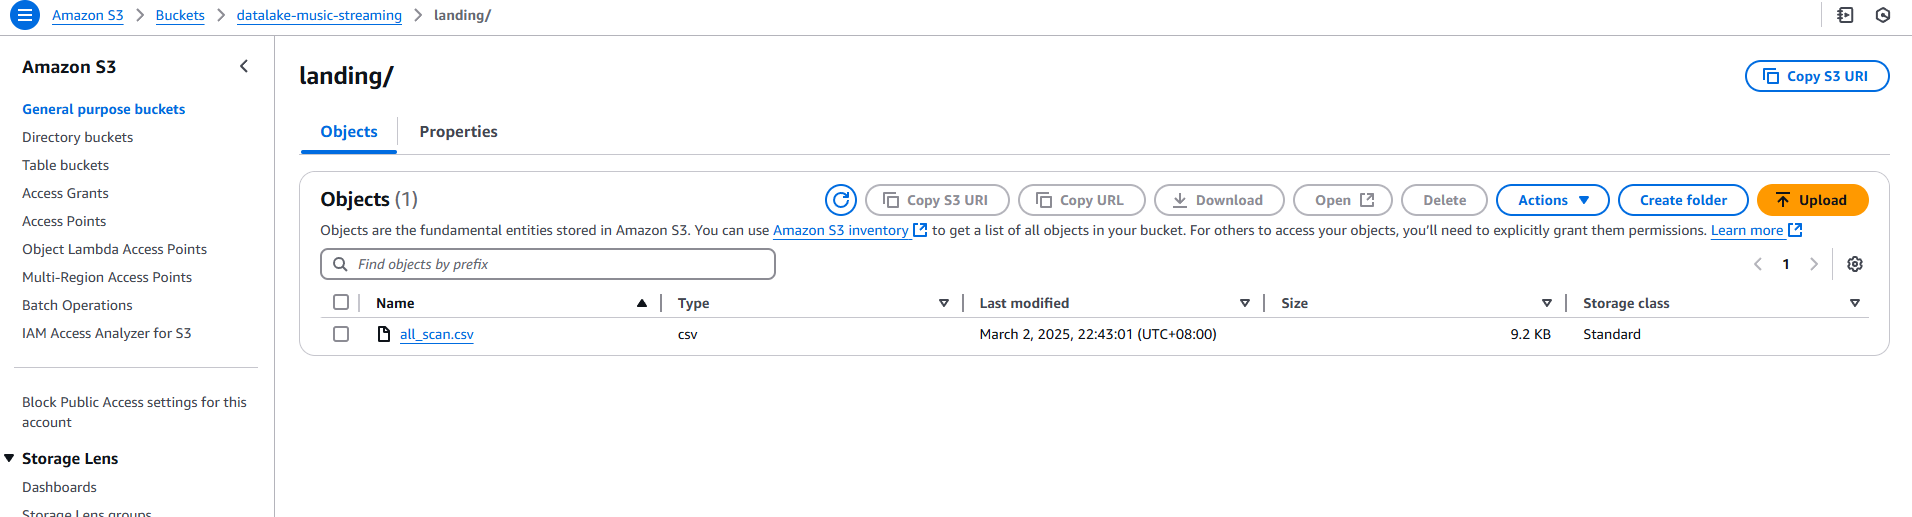 Amazon S3 > Buckets > datalake-music-streaming > landing/
Amazon S3
General purpose buckets
Directory buckets
Table buckets
Access Grants
Access Points
Object Lambda Access Points
Multi-Region Access Points
Batch Operations
IAM Access Analyzer for S3
Block Public Access settings for this
account
Storage Lens
Dashboards
Storage Lens groups
landing/
Copy S3 URI
Objects Properties
Objects (1)
Copy S3 URI Copy URL Download Open Delete Actions Create folder Upload
Objects are the fundamental entities stored in Amazon S3. You can use Amazon S3 inventory to get a list of all objects in your bucket. For others to access your objects, you’ll need to explicitly grant them permissions. Learn more
Find objects by prefix
1
Name Type Last modified Size Storage class
all_scan.csv csv March 2, 2025, 22:43:01 (UTC+08:00) 9.2 KB Standard